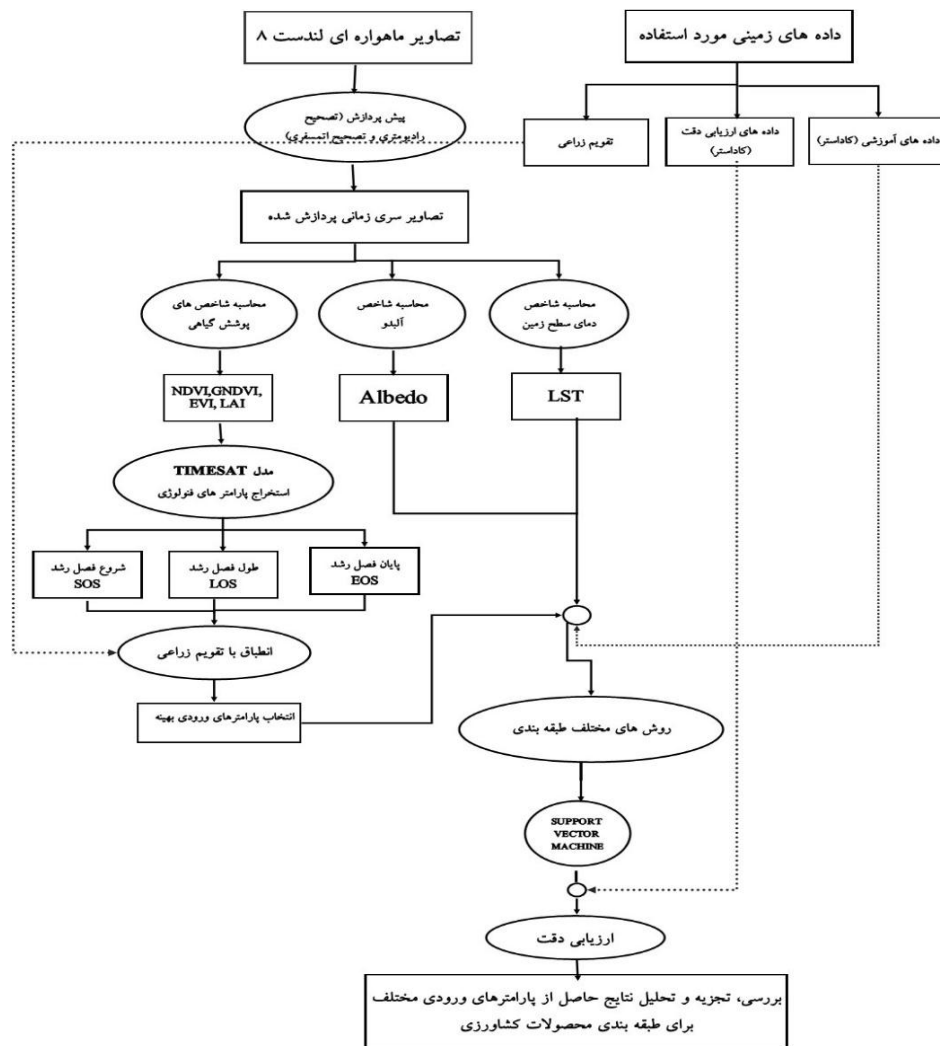 تصاویر ماهواره ای لندست ۸
داده های زمینی مورد استفاده
پیش پردازش (تصحیح
رادیومتری و تصحیح اتمسفری)
تقویم زراعی
داده های ارزیابی دقت
(کاداستر)
داده های آموزشی (کاداستر)
تصاویر سری زمانی پردازش شده
محاسبه شاخص های
پوشش گیاهی
محاسبه شاخص
آلبدو
محاسبه شاخص
دمای سطح زمین
NDVI,GNDVI,
EVI, LAI
Albedo
LST
مدل TIMESAT
استخراج پارامتر های فنولوژی
شروع فصل رشد
SOS
طول فصل رشد
LOS
پایان فصل رشد
EOS
انطباق با تقویم زراعی
انتخاب پارامترهای ورودی بهینه
روش های مختلف طبقه بندی
SUPPORT
VECTOR
MACHINE
ارزیابی دقت
بررسی، تجزیه و تحلیل نتایج حاصل از پارامترهای ورودی مختلف
برای طبقه بندی محصولات کشاورزی